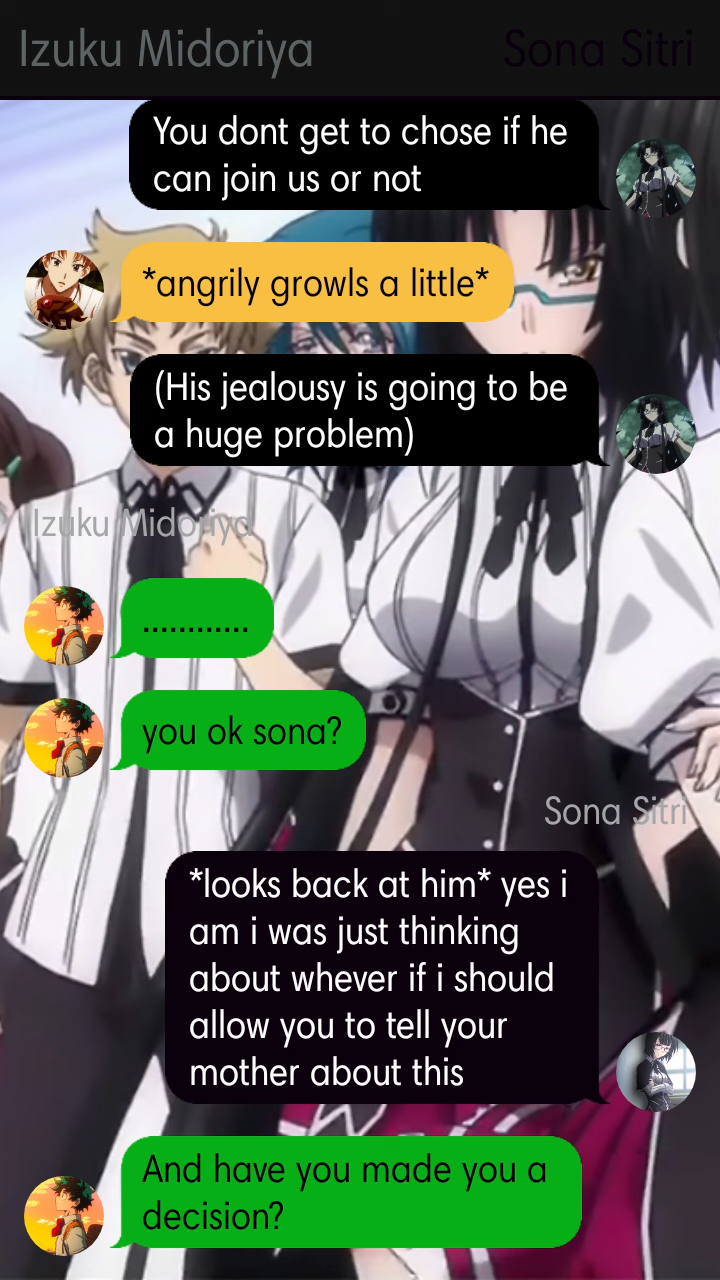 Izuku Midoriya Sona Sitri
You dont get to chose if he
can join us or not
*angrily growls a little*
(His jealousy is going to be
a huge problem)
Izuku Midoriya
............
you ok sona?
Sona Sitri
*looks back at him* yes i
am i was just thinking
about whever if i should
allow you to tell your
mother about this
And have you made you a
decision?